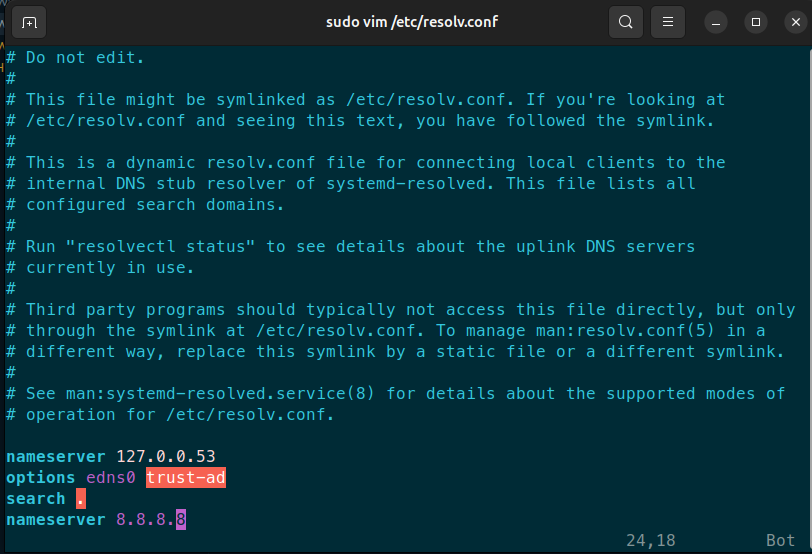 sudo vim /etc/resolv.conf
# Do not edit.
#
# This file might be symlinked as /etc/resolv.conf. If you're looking at
# /etc/resolv.conf and seeing this text, you have followed the symlink.
#
# This is a dynamic resolv.conf file for connecting local clients to the
# internal DNS stub resolver of systemd-resolved. This file lists all
# configured search domains.
#
# Run "resolvectl status" to see details about the uplink DNS servers
# currently in use.
#
# Third party programs should typically not access this file directly, but only
# through the symlink at /etc/resolv.conf. To manage man:resolv.conf(5) in a
# different way, replace this symlink by a static file or a different symlink.
#
# See man:systemd-resolved.service(8) for details about the supported modes of
# operation for /etc/resolv.conf.

nameserver 127.0.0.53
options edns0 trust-ad
search .
nameserver 8.8.8.8
24,18 Bot